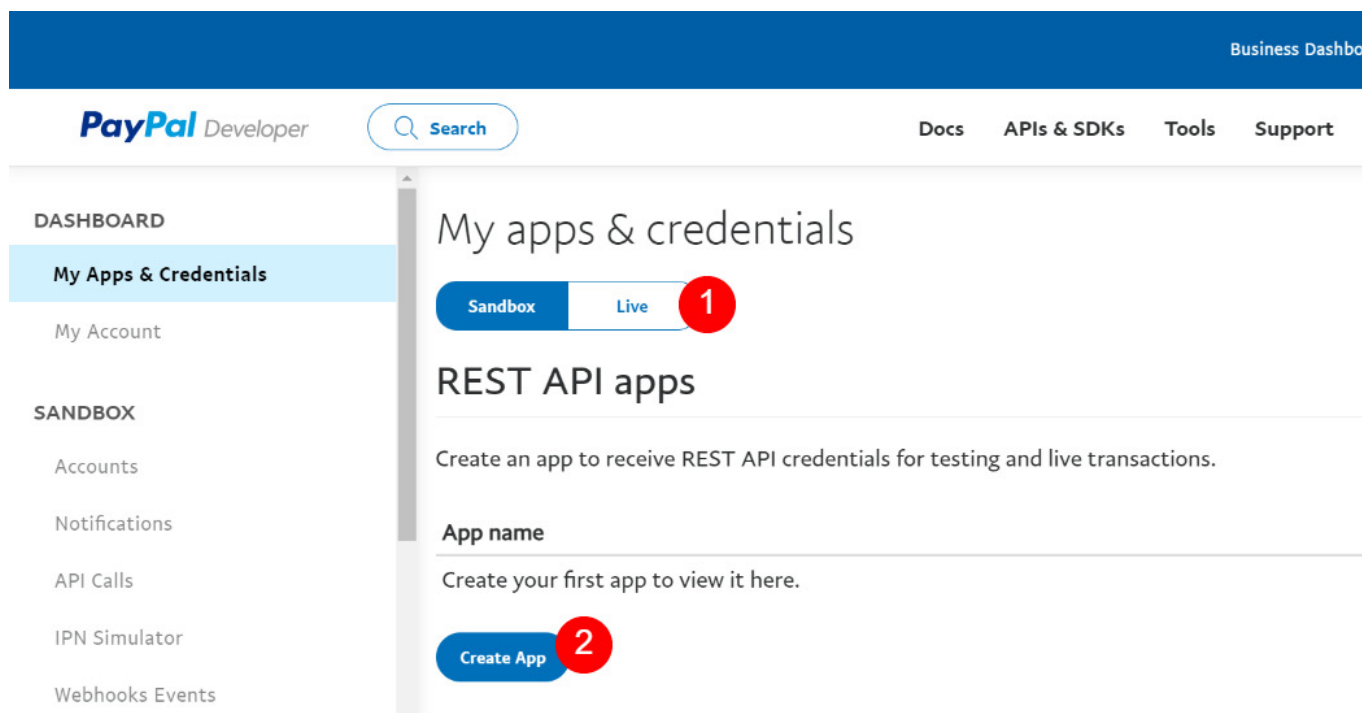 Business Dashbo
PayPal Developer
Search
Docs APIs & SDKs Tools Support
DASHBOARD
My Apps & Credentials
My Account
SANDBOX
Accounts
Notifications
API Calls
IPN Simulator
Webhooks Events
My apps & credentials
Sandbox Live 1
REST API apps
Create an app to receive REST API credentials for testing and live transactions.
App name
Create your first app to view it here.
Create App 2